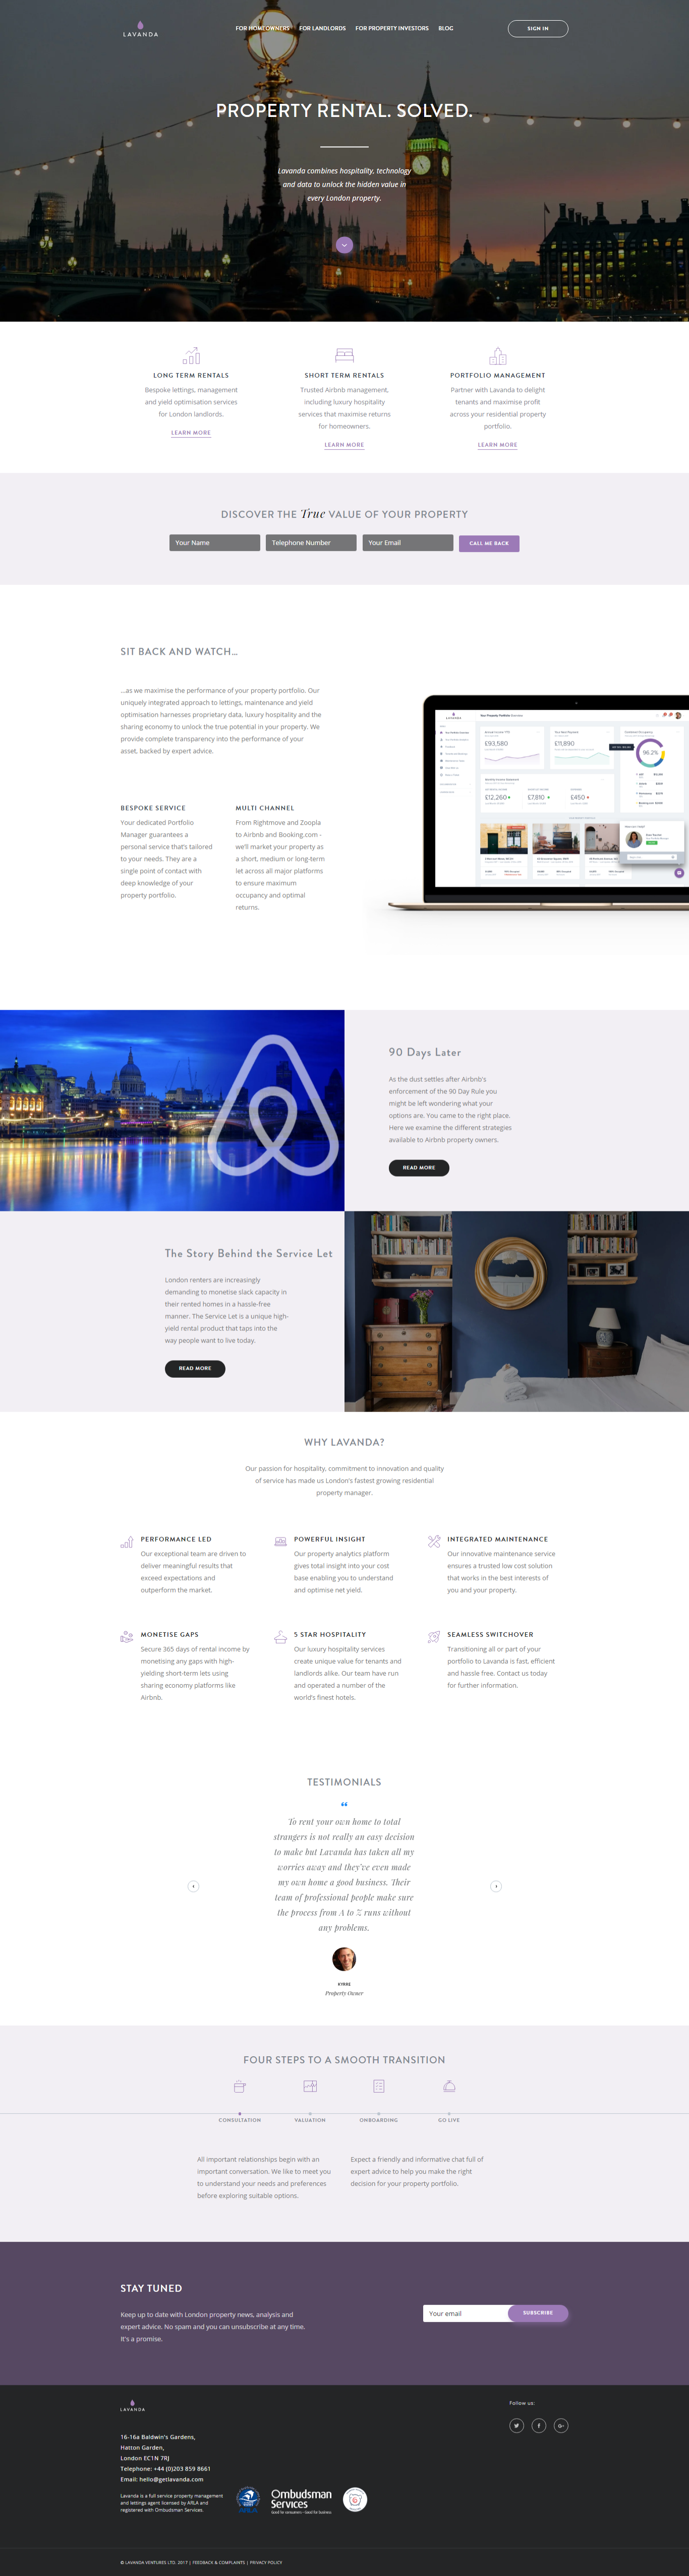 LAVANDA
FOR HOMEOWNERS
FOR LANDLORDS
FOR PROPERTY INVESTORS
BLOG
SIGN IN
PROPERTY RENTAL. SOLVED.
Lavanda combines hospitality, technology
and data to unlock the hidden value in
every London property.
LONG TERM RENTALS
Bespoke lettings, management
and yield optimisation services
for London landlords.
LEARN MORE
SHORT TERM RENTALS
Trusted Airbnb management,
including luxury hospitality
services that maximise returns
for homeowners.
LEARN MORE
PORTFOLIO MANAGEMENT
Partner with Lavanda to delight
tenants and maximise profit
across your residential property
portfolio.
LEARN MORE
DISCOVER THE True VALUE OF YOUR PROPERTY
Your Name
Telephone Number
Your Email
CALL ME BACK
SIT BACK AND WATCH...
...as we maximise the performance of your property portfolio. Our
uniquely integrated approach to lettings, maintenance and yield
optimisation harnesses proprietary data, luxury hospitality and the
sharing economy to unlock the true potential in your property. We
provide complete transparency into the performance of your
asset, backed by expert advice.
BESPOKE SERVICE
Your dedicated Portfolio
Manager guarantees a
personal service that's tailored
to your needs. They are a
single point of contact with
deep knowledge of your
property portfolio.
MULTI CHANNEL
From Rightmove and Zoopla
to Airbnb and Booking.com -
we'll market your property as
a short, medium or long-term
let across all major platforms
to ensure maximum
occupancy and optimal
returns.
LAVANDA
£93,580
£11,890
96.2%
£12,260
£7,810
£450
90 Days Later
As the dust settles after Airbnb's
enforcement of the 90 Day Rule you
might be left wondering what your
options are. You came to the right place.
Here we examine the different strategies
available to Airbnb property owners.
READ MORE
The Story Behind the Service Let
London renters are increasingly
demanding to monetise slack capacity in
their rented homes in a hassle-free
manner. The Service Let is a unique high-
yield rental product that taps into the
way people want to live today.
READ MORE
WHY LAVANDA?
Our passion for hospitality, commitment to innovation and quality
of service has made us London's fastest growing residential
property manager.
PERFORMANCE LED
Our exceptional team are driven to
deliver meaningful results that
exceed expectations and
outperform the market.
POWERFUL INSIGHT
Our property analytics platform
gives total insight into your cost
base enabling you to understand
and optimise net yield.
INTEGRATED MAINTENANCE
Our innovative maintenance service
ensures a trusted low cost solution
that works in the best interests of
you and your property.
MONETISE GAPS
Secure 365 days of rental income by
monetising any gaps with high-
yielding short-term lets using
sharing economy platforms like
Airbnb.
5 STAR HOSPITALITY
Our luxury hospitality services
create unique value for tenants and
landlords alike. Our team have run
and operated a number of the
world's finest hotels.
SEAMLESS SWITCHOVER
Transitioning all or part of your
portfolio to Lavanda is fast, efficient
and hassle free. Contact us today
for further information.
TESTIMONIALS
“
To rent your own home to total
strangers is not really an easy decision
to make but Lavanda has taken all my
worries away and they've even made
my own home a good business. Their
team of professional people make sure
the process from A to Z runs without
any problems.
Property Owner
FOUR STEPS TO A SMOOTH TRANSITION
CONSULTATION
VALUATION
ONBOARDING
GO LIVE
All important relationships begin with an
important conversation. We like to meet you
to understand your needs and preferences
before exploring suitable options.
Expect a friendly and informative chat full of
expert advice to help you make the right
decision for your property portfolio.
STAY TUNED
Keep up to date with London property news, analysis and
expert advice. No spam and you can unsubscribe at any time.
It's a promise.
Your email
SUBSCRIBE
LAVANDA
Follow us:
16-16a Baldwin's Gardens,
Hatton Garden,
London EC1N 7RJ
Telephone: +44 (0)203 859 8661
Email: hello@getlavanda.com
Lavanda is a full service property management
and lettings agent licensed by ARLA and
registered with Ombudsman Services.
ARLA
Ombudsman
Services
Good for consumers - Good for business
© LAVANDA VENTURES LTD. 2017 | FEEDBACK & COMPLAINTS | PRIVACY POLICY